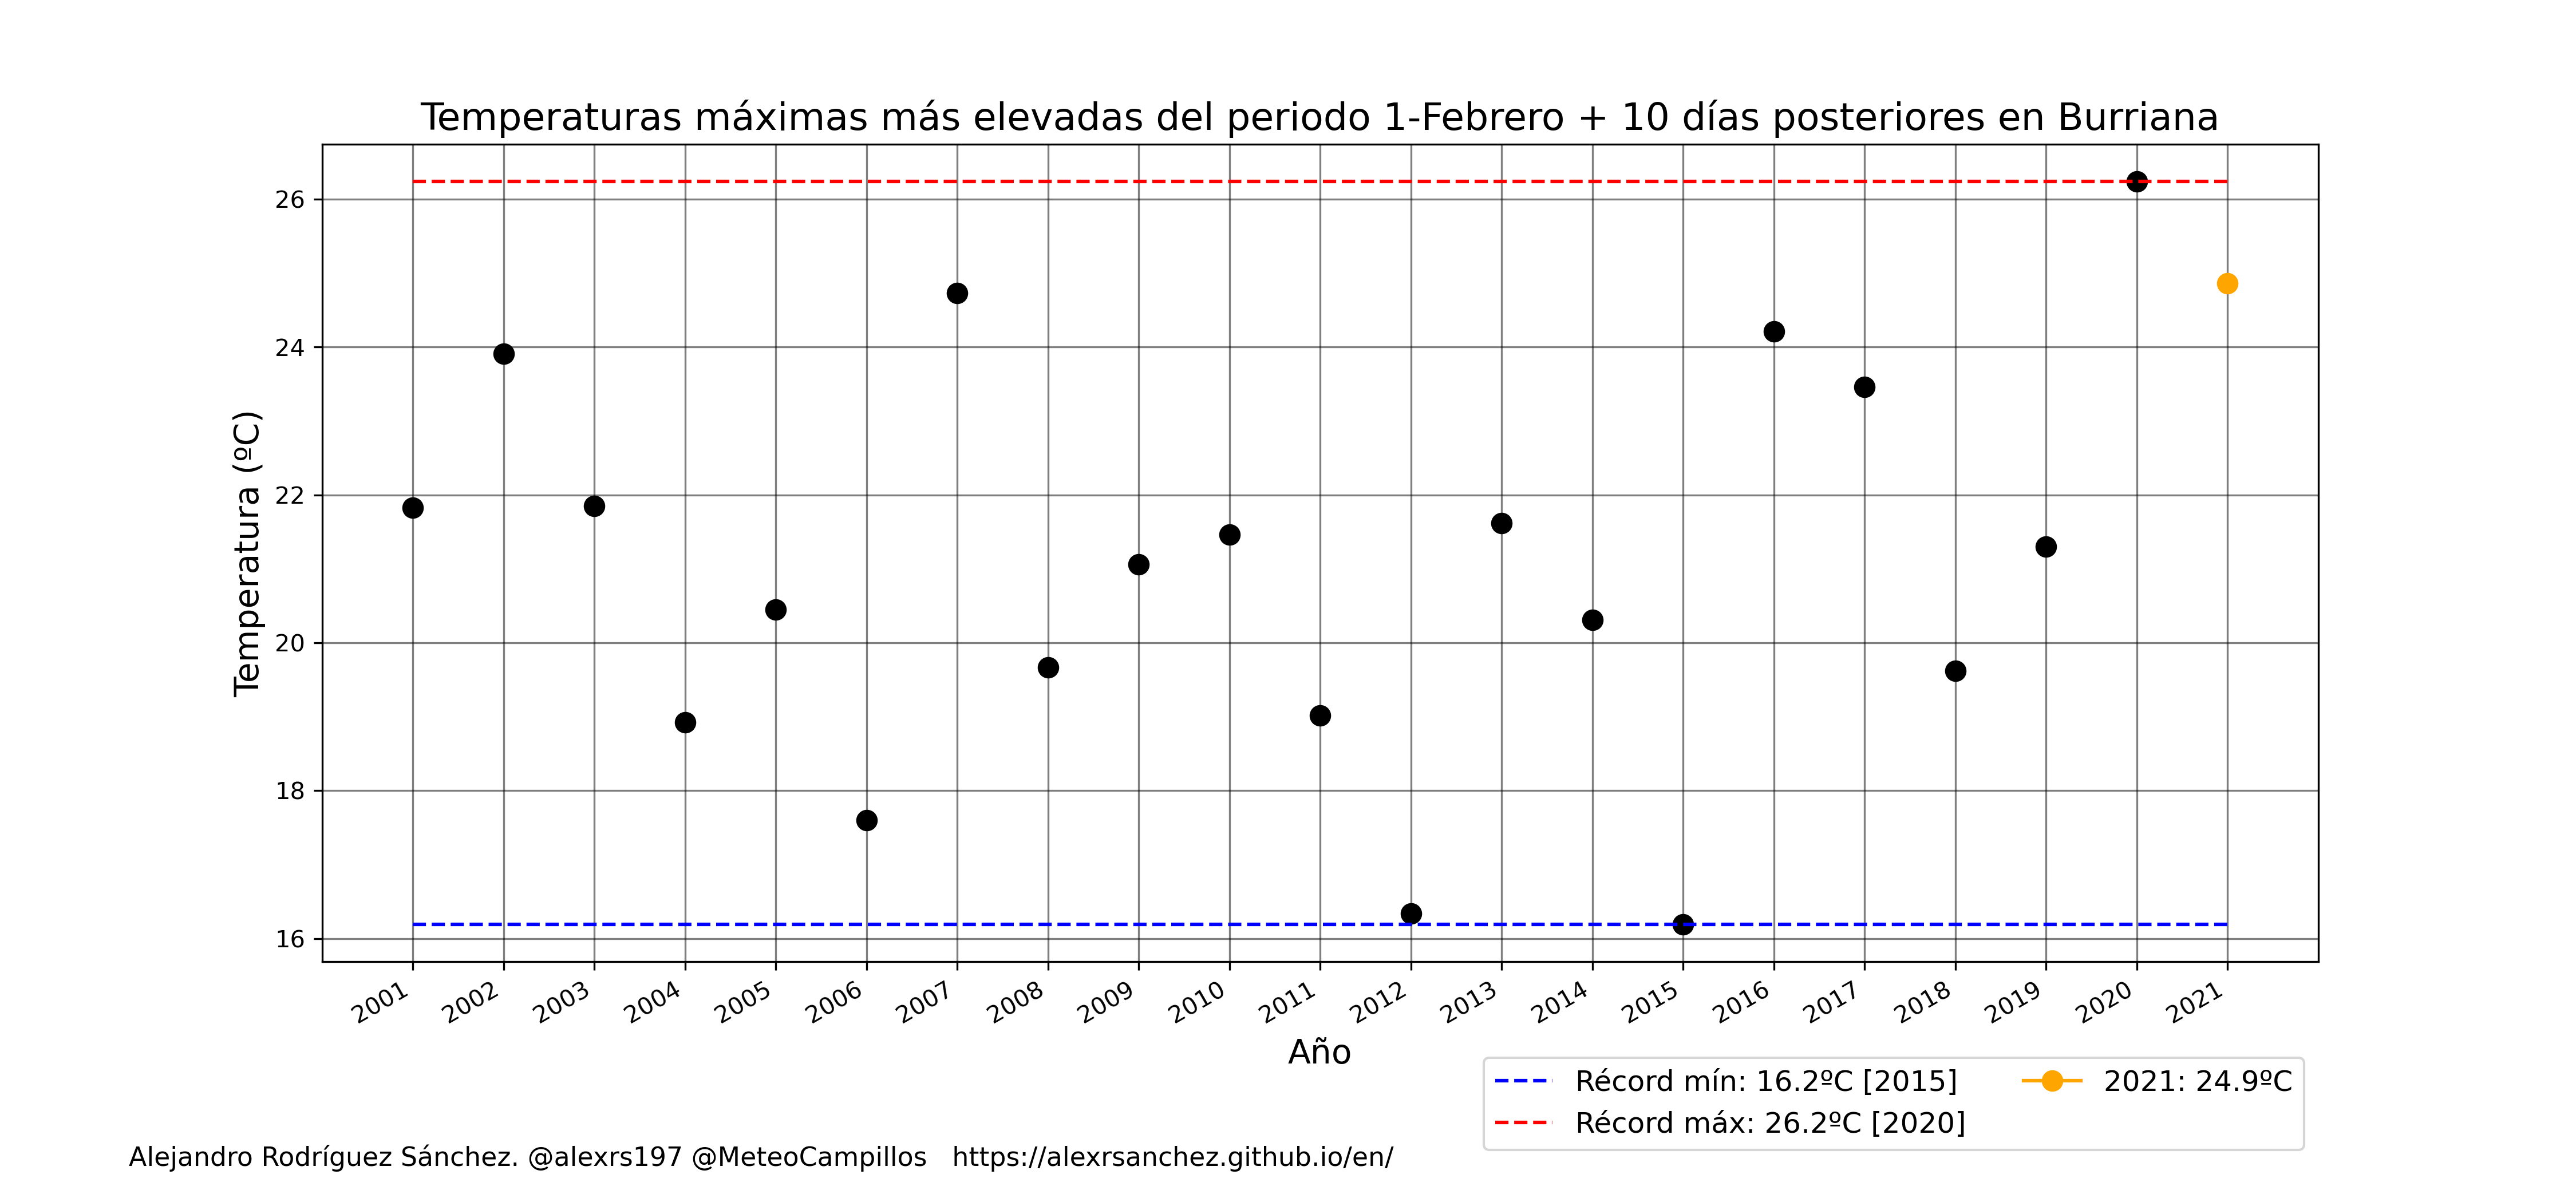 Temperaturas máximas más elevadas del periodo 1-Febrero + 10 días posteriores en Burriana
Temperatura (ºC)
26
24
22
20
18
16
2001 2002 2003 2004 2005 2006 2007 2008 2009 2010 2011 2012 2013 2014 2015 2016 2017 2018 2019 2020 2021
Año
Récord mín: 16.2ºC [2015]
Récord máx: 26.2ºC [2020]
2021: 24.9ºC
Alejandro Rodríguez Sánchez. @alexrs197 @MeteoCampillos https://alexrsanchez.github.io/en/